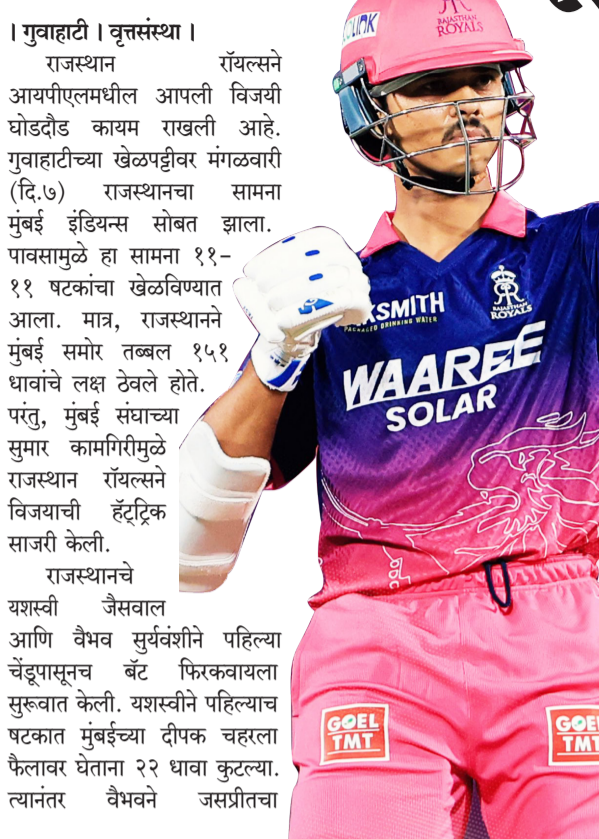 । गुवाहाटी । वृत्तसंस्था ।
राजस्थान रॉयल्सने
आयपीएलमधील आपली विजयी
घोडदौड कायम राखली आहे.
गुवाहाटीच्या खेळपट्टीवर मंगळवारी
(दि.७) राजस्थानचा सामना
मुंबई इंडियन्स सोबत झाला.
पावसामुळे हा सामना ११-
११ षटकांचा खेळविण्यात
आला. मात्र, राजस्थानने
मुंबई समोर तब्बल १५१
धावांचे लक्ष ठेवले होते.
परंतु, मुंबई संघाच्या
सुमार कामगिरीमुळे
राजस्थान रॉयल्सने
विजयाची हॅट्ट्रिक
साजरी केली.
राजस्थानचे
यशस्वी जैसवाल
आणि वैभव सुर्यवंशीने पहिल्या
चेंडूपासूनच बॅट फिरकवायला
सुरूवात केली. यशस्वीने पहिल्याच
षटकात मुंबईच्या दीपक चहरला
फैलावर घेताना २२ धावा कुटल्या.
त्यानंतर वैभवने जसप्रीतचा
RAJASTHAN
ROYALS
RAJASTHAN
ROYALS
KSMITH
PACKAGED DRINKING WATER
WAAREE
SOLAR
GOEL
TMT
GOEL
TMT